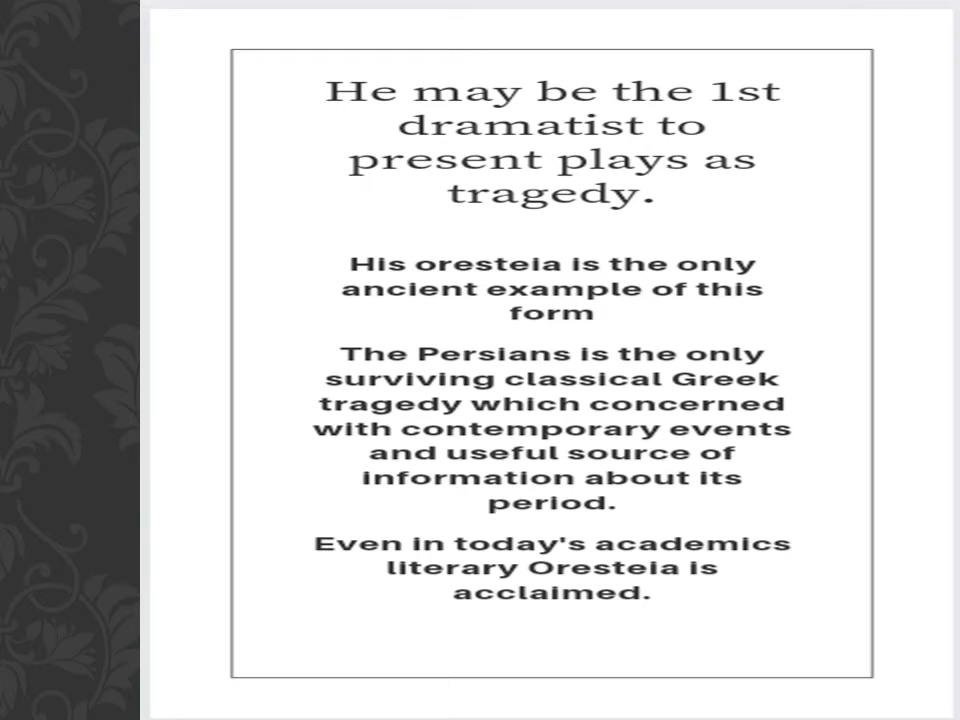 He may be the 1st
dramatist to
present plays as
tragedy.
His oresteia is the only
ancient example of this
form
The Persians is the only
surviving classical Greek
tragedy which concerned
with contemporary events
and useful source of
information about its
period.
Even in today's academics
literary Oresteia is
acclaimed.